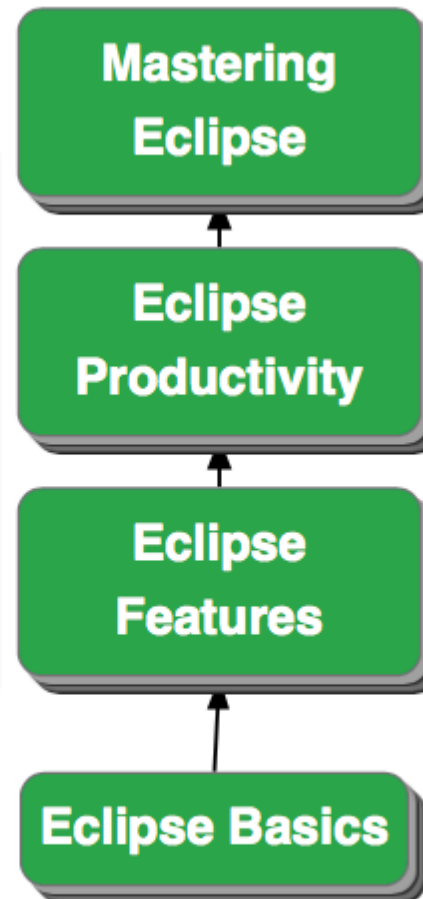 Mastering
Eclipse
Eclipse
Productivity
Eclipse
Features
Eclipse Basics